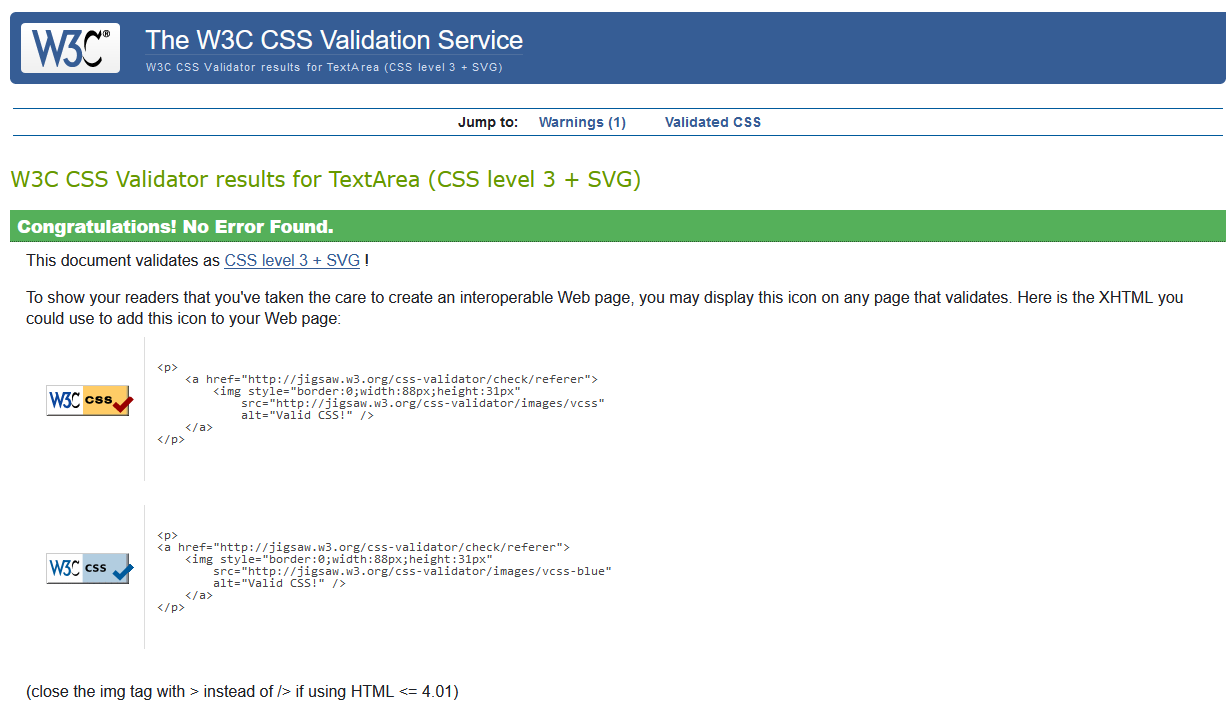 W3C®
The W3C CSS Validation Service
W3C CSS Validator results for TextArea (CSS level 3 + SVG)
Jump to: Warnings (1) Validated CSS
W3C CSS Validator results for TextArea (CSS level 3 + SVG)
Congratulations! No Error Found.
This document validates as CSS level 3 + SVG !
To show your readers that you've taken the care to create an interoperable Web page, you may display this icon on any page that validates. Here is the XHTML you
could use to add this icon to your Web page:
W3C css
<p>
    <a href="http://jigsaw.w3.org/css-validator/check/referer">
        <img style="border:0;width:88px;height:31px"
            src="http://jigsaw.w3.org/css-validator/images/vcss"
            alt="Valid CSS!" />
    </a>
</p>
W3C css
<p>
<a href="http://jigsaw.w3.org/css-validator/check/referer">
    <img style="border:0;width:88px;height:31px"
        src="http://jigsaw.w3.org/css-validator/images/vcss-blue"
        alt="Valid CSS!" />
    </a>
</p>
(close the img tag with > instead of /> if using HTML <= 4.01)